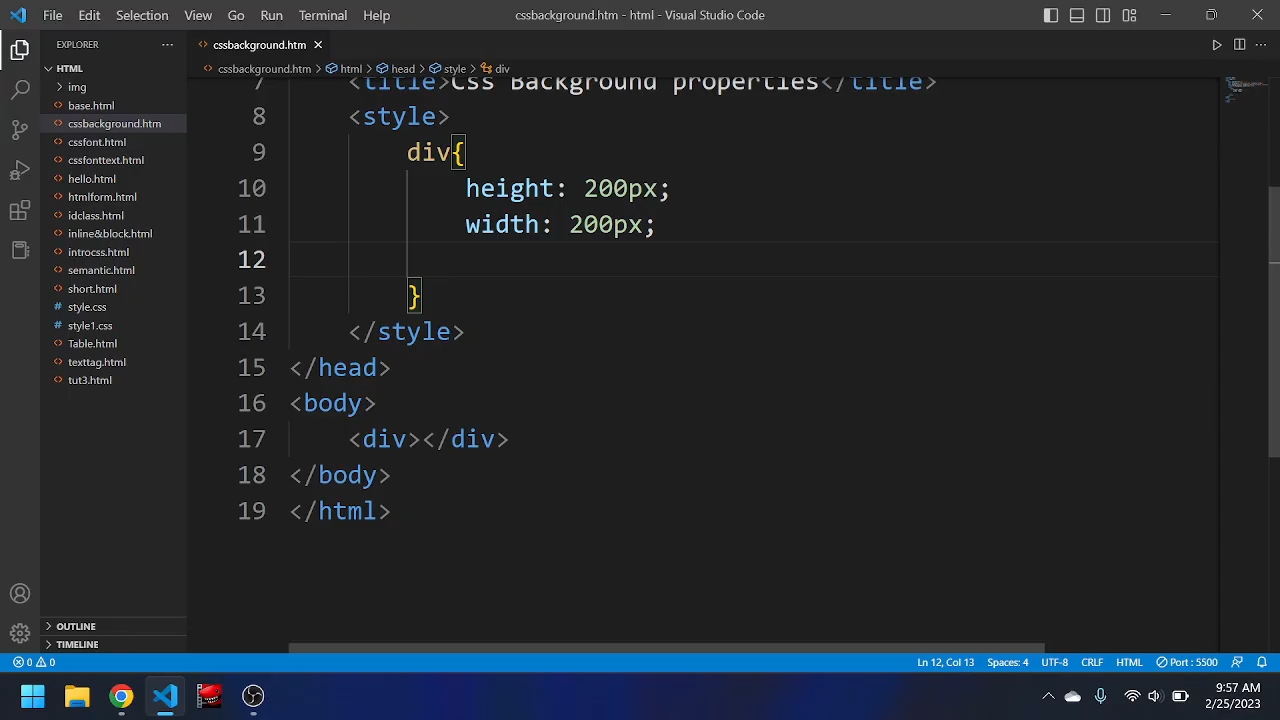 File Edit Selection View Go Run Terminal Help cssbackground.htm - html - Visual Studio Code
EXPLORER
HTML
img
base.html
cssbackground.htm
cssfont.html
cssfonttext.html
hello.html
htmlform.html
idclass.html
inline&block.html
introcss.html
semantic.html
short.html
# style.css
# style1.css
Table.html
texttag.html
tut3.html
OUTLINE
TIMELINE
cssbackground.htm
cssbackground.htm > html > head > style > div
7 <title>Css Background properties</title>
8 <style>
9 div{
10 height: 200px;
11 width: 200px;
12
13 }
14 </style>
15 </head>
16 <body>
17 <div></div>
18 </body>
19 </html>
0 0 Ln 12, Col 13 Spaces: 4 UTF-8 CRLF HTML Port : 5500
9:57 AM
2/25/2023